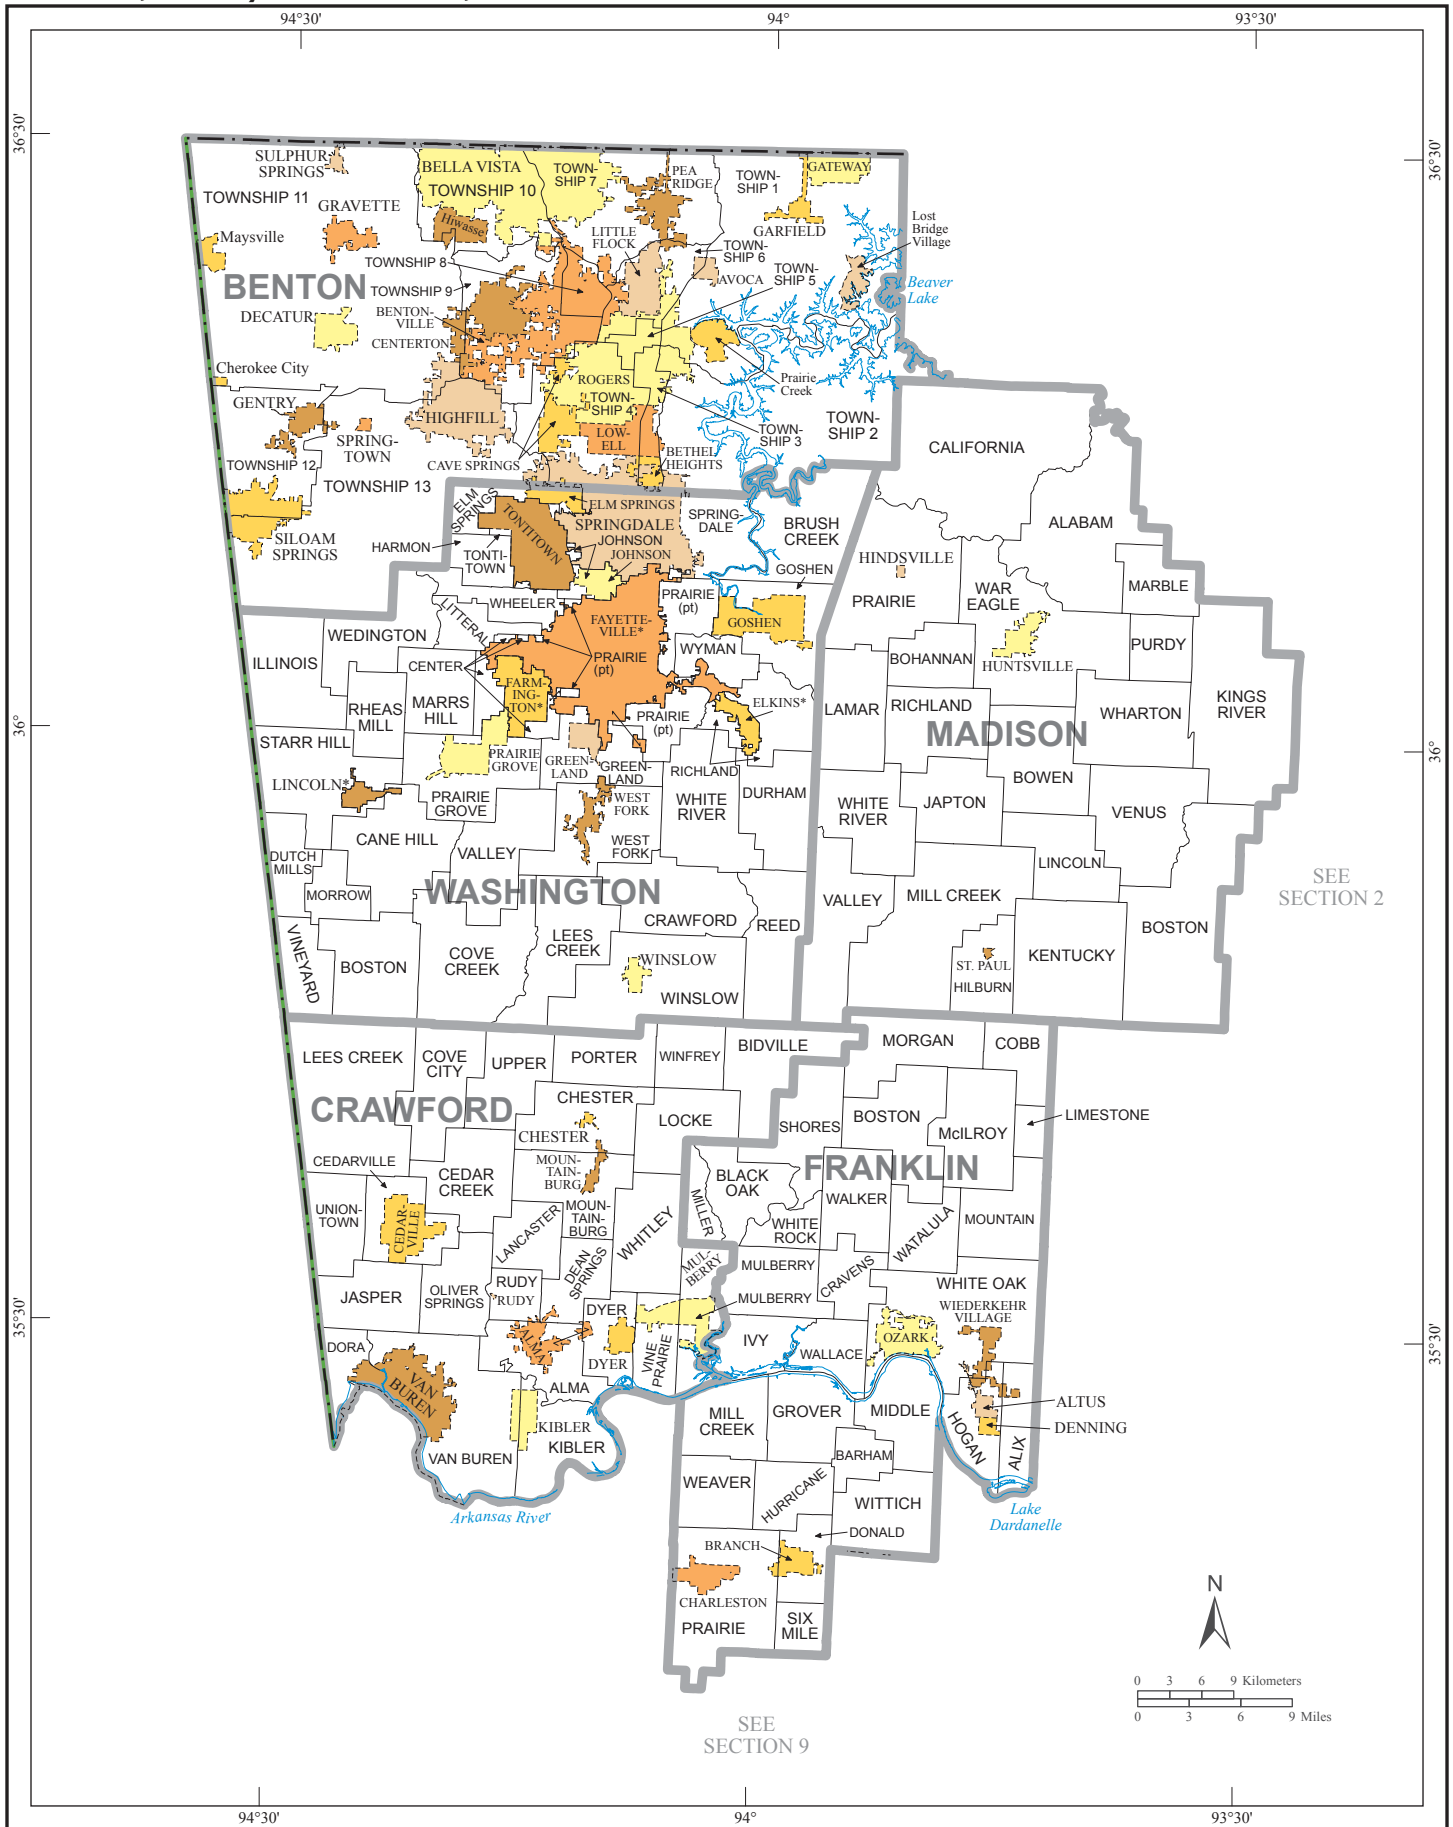 94°30'
94°
93°30'
36°30'
36°30'
SULPHUR
SPRINGS
BELLA VISTA
TOWN-
SHIP 7
PEA
RIDGE
TOWN-
SHIP 1
GATEWAY
TOWNSHIP 11
TOWNSHIP 10
GRAVETTE
Hiwasse
LITTLE
FLOCK
GARFIELD
Lost
Bridge
Village
Maysville
TOWNSHIP 8
TOWN-
SHIP 6
BENTON
TOWNSHIP 9
AVOCA
TOWN-
SHIP 5
Beaver
Lake
DECATUR
BENTON-
VILLE
CENTERTON
Cherokee City
ROGERS
Prairie
Creek
GENTRY
TOWN-
SHIP 4
HIGHFILL
SPRING-
TOWN
LOW-
ELL
TOWN-
SHIP 3
TOWN-
SHIP 2
CALIFORNIA
TOWNSHIP 12
CAVE SPRINGS
BETHEL
HEIGHTS
TOWNSHIP 13
ELM
SPRINGS
ELM SPRINGS
SILOAM
SPRINGS
TONTITOWN
SPRINGDALE
SPRING-
DALE
BRUSH
CREEK
ALABAM
HARMON
TONTI-
TOWN
JOHNSON
JOHNSON
GOSHEN
HINDSVILLE
MARBLE
WHEELER
PRAIRIE
(pt)
PRAIRIE
WAR
EAGLE
LITTERAL
FAYETTE-
VILLE*
GOSHEN
WEDINGTON
WYMAN
PURDY
ILLINOIS
CENTER
PRAIRIE
(pt)
BOHANNAN
HUNTSVILLE
FARM-
ING-
TON*
RHEAS
MILL
MARRS
HILL
PRAIRIE
(pt)
ELKINS*
LAMAR
RICHLAND
WHARTON
KINGS
RIVER
36°
36°
STARR HILL
MADISON
PRAIRIE
GROVE
GREEN-
LAND
GREEN-
LAND
RICHLAND
BOWEN
LINCOLN*
PRAIRIE
GROVE
WEST
FORK
WHITE
RIVER
DURHAM
WHITE
RIVER
JAPTON
VENUS
CANE HILL
VALLEY
WEST
FORK
DUTCH
MILLS
LINCOLN
MORROW
WASHINGTON
VALLEY
MILL CREEK
SEE
SECTION 2
CRAWFORD
REED
BOSTON
VINEYARD
BOSTON
COVE
CREEK
LEES
CREEK
WINSLOW
ST. PAUL
KENTUCKY
HILBURN
WINSLOW
LEES CREEK
COVE
CITY
UPPER
PORTER
WINFREY
BIDVILLE
MORGAN
COBB
CRAWFORD
CHESTER
LOCKE
SHORES
BOSTON
LIMESTONE
CHESTER
McILROY
CEDARVILLE
CEDAR
CREEK
MOUN-
TAIN-
BURG
BLACK
OAK
FRANKLIN
UNION-
TOWN
CEDAR-
VILLE
LANCASTER
MOUN-
TAIN-
BURG
WHITLEY
MILLER
WHITE
ROCK
WALKER
WATALULA
MOUNTAIN
JASPER
OLIVER
SPRINGS
RUDY
RUDY
DEAN
SPRINGS
MUL-
BERRY
MULBERRY
CRAVENS
WHITE OAK
35°30'
35°30'
DYER
MULBERRY
WIEDERKEHR
VILLAGE
DORA
ALMA
DYER
VINE
PRAIRIE
IVY
WALLACE
OZARK
VAN
BUREN
ALMA
ALTUS
KIBLER
KIBLER
MILL
CREEK
GROVER
MIDDLE
HOGAN
DENNING
VAN BUREN
BARHAM
ALIX
WEAVER
HURRICANE
WITTICH
Arkansas River
Lake
Dardanelle
DONALD
BRANCH
CHARLESTON
PRAIRIE
SIX
MILE
N
0 3 6 9 Kilometers
0 3 6 9 Miles
SEE
SECTION 9
94°30'
94°
93°30'